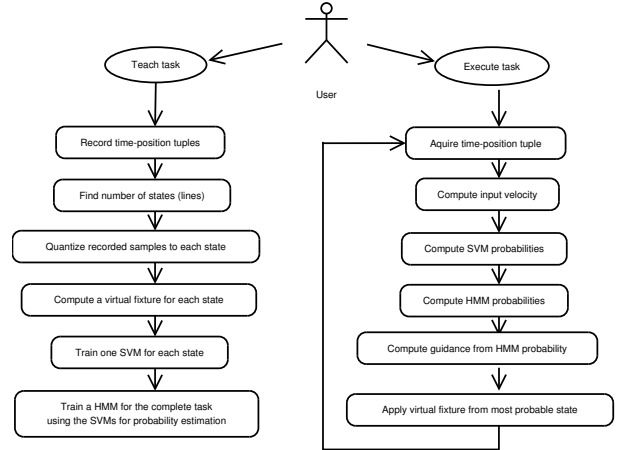 Teach task
Record time-position tuples
Find number of states (lines)
Quantize recorded samples to each state
Compute a virtual fixture for each state
Train one SVM for each state
Train a HMM for the complete task
using the SVMs for probability estimation
User
Execute task
Aquire time-position tuple
Compute input velocity
Compute SVM probabilities
Compute HMM probabilities
Compute guidance from HMM probability
Apply virtual fixture from most probable state